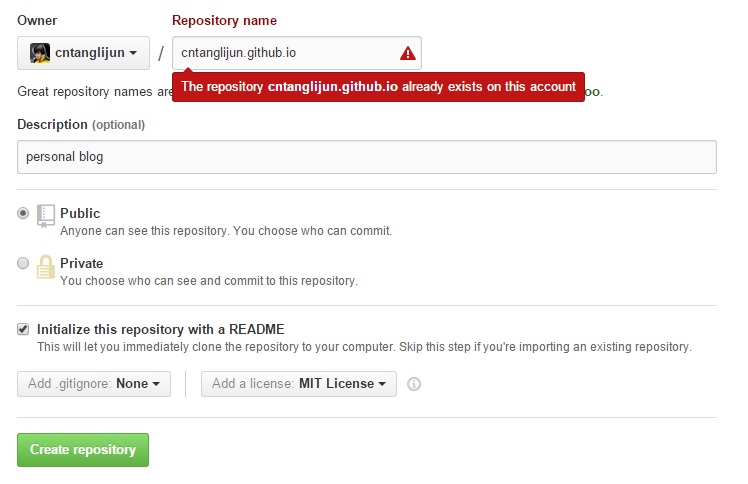 Owner
Repository name
cntanglijun
/
cntanglijun.github.io
The repository cntanglijun.github.io already exists on this account
Great repository names are
oo.
Description (optional)
personal blog
Public
Anyone can see this repository. You choose who can commit.
Private
You choose who can see and commit to this repository.
Initialize this repository with a README
This will let you immediately clone the repository to your computer. Skip this step if you're importing an existing repository.
Add .gitignore: None
Add a license: MIT License
Create repository